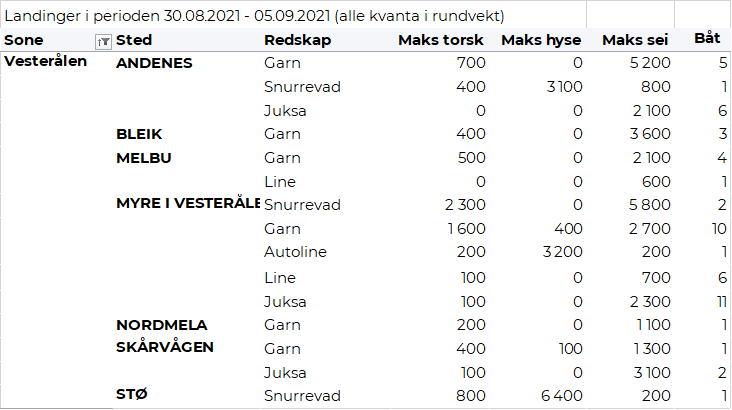 Landinger i perioden 30.08.2021 - 05.09.2021 (alle kvanta i rundvekt)
Sone Sted Redskap Maks torsk Maks hyse Maks sei Båt
Vesterålen ANDENES Garn 700 0 5 200 5
Snurrevad 400 3 100 800 1
Juksa 0 0 2 100 6
BLEIK Garn 400 0 3 600 3
MELBU Garn 500 0 2 100 4
Line 0 0 600 1
MYRE I VESTERÅLE Snurrevad 2 300 0 5 800 2
Garn 1 600 400 2 700 10
Autoline 200 3 200 200 1
Line 100 0 700 6
Juksa 100 0 2 300 11
NORDMELA Garn 200 0 1 100 1
SKÅRVÅGEN Garn 400 100 1 300 1
Juksa 100 0 3 100 2
STØ Snurrevad 800 6 400 200 1